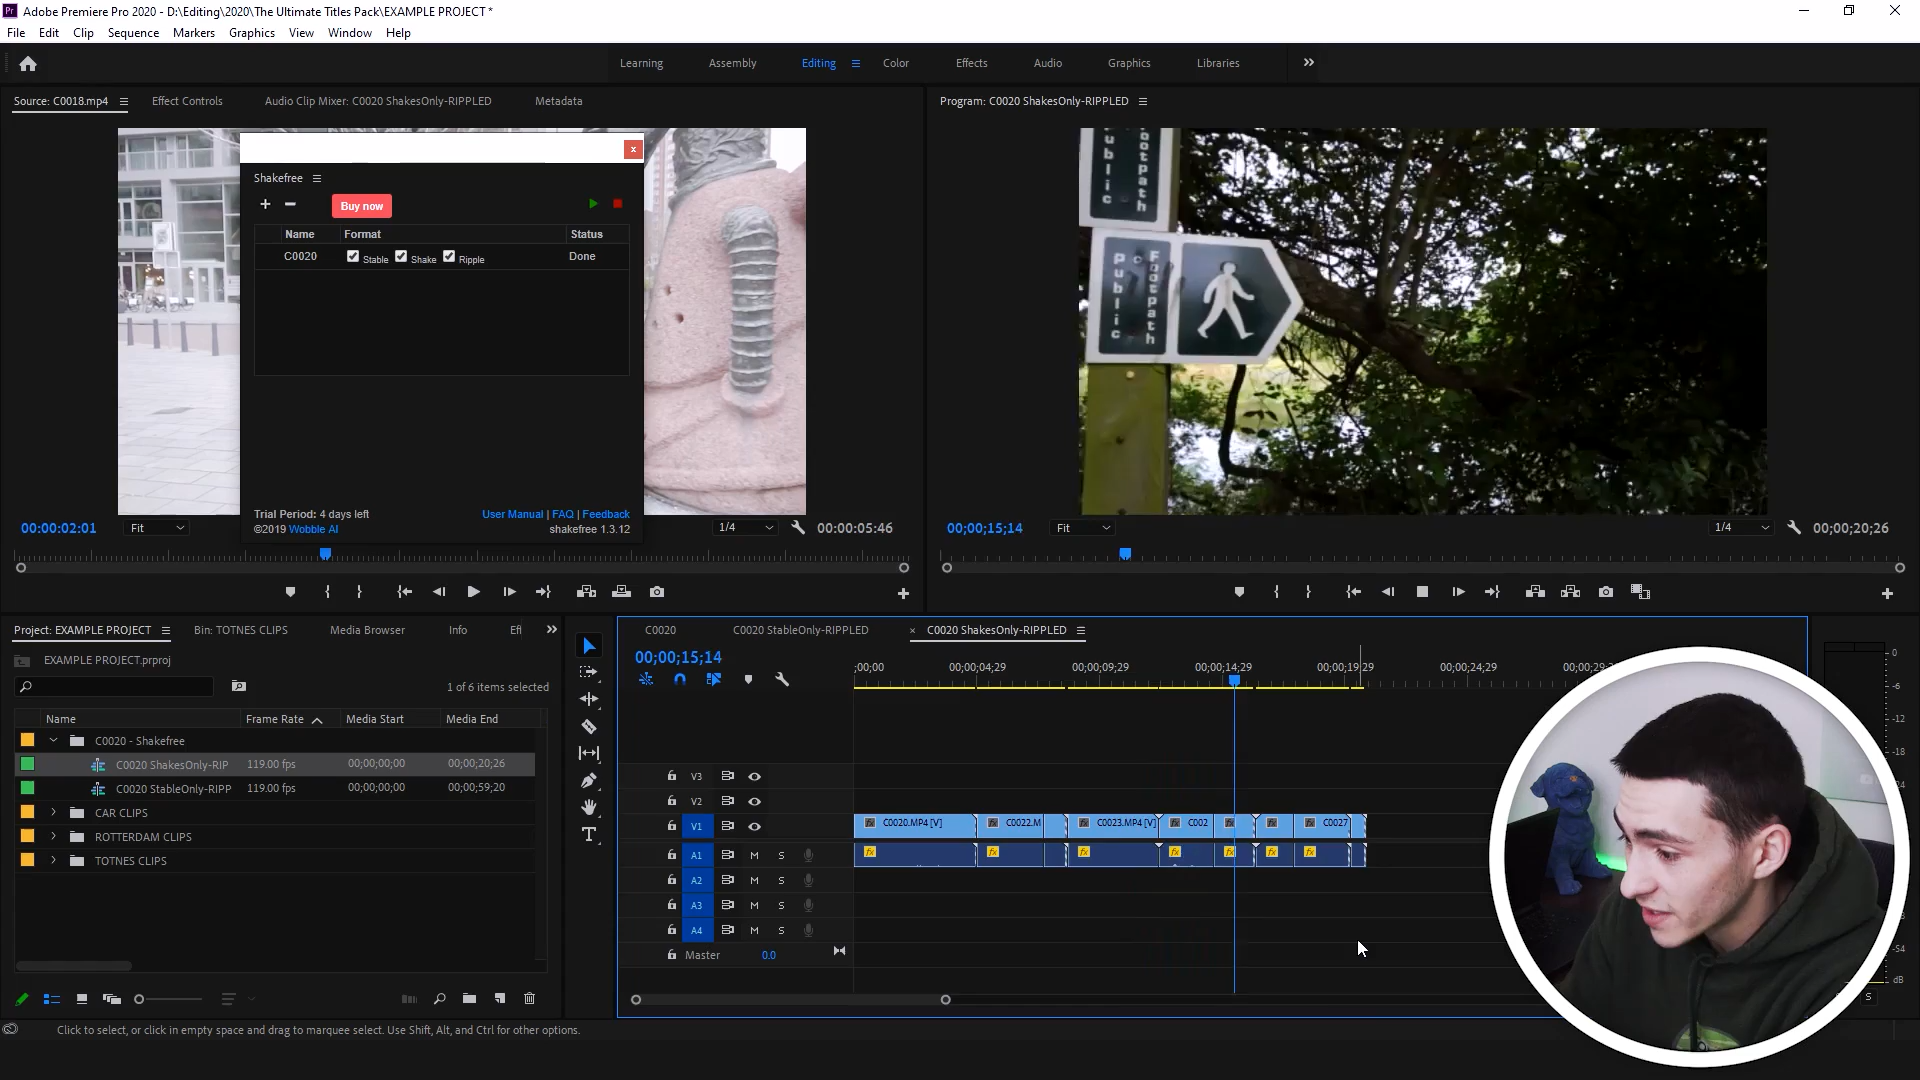 Adobe Premiere Pro 2020 - D:\Editing\2020\The Ultimate Titles Pack\EXAMPLE PROJECT *
File Edit Clip Sequence Markers Graphics View Window Help
Learning Assembly Editing Color Effects Audio Graphics Libraries
Source: C0018.mp4 Effect Controls Audio Clip Mixer: C0020 ShakesOnly-RIPPLED Metadata
Program: C0020 ShakesOnly-RIPPLED
Shakefree
Buy now
Name Format Status
C0020 Stable Shake Ripple Done
Trial Period: 4 days left User Manual | FAQ | Feedback
©2019 Wobble AI shakefree 1.3.12
Public Footpath
Public Footpath
00:00:02:01 Fit 1/4 00:00:05:46
00;00;15;14 Fit 1/4 00;00;20;26
Project: EXAMPLE PROJECT Bin: TOTNES CLIPS Media Browser Info Ef
EXAMPLE PROJECT.prproj
1 of 6 items selected
Name Frame Rate Media Start Media End
C0020 - Shakefree
C0020 ShakesOnly-RIP 119.00 fps 00;00;00;00 00;00;20;26
C0020 StableOnly-RIPP 119.00 fps 00;00;00;00 00;00;59;20
CAR CLIPS
ROTTERDAM CLIPS
TOTNES CLIPS
C0020 C0020 StableOnly-RIPPLED × C0020 ShakesOnly-RIPPLED
00;00;15;14
;00;00 00;00;04;29 00;00;09;29 00;00;14;29 00;00;19;29 00;00;24;29 00;00;29;
V3
V2
V1 C0020.MP4 [V] C0022.M C0023.MP4 [V] C002 C0027
A1 M S
A2 M S
A3 M S
A4 M S
Master 0.0
0
-6
-12
-18
-54
dB
S
Click to select, or click in empty space and drag to marquee select. Use Shift, Alt, and Ctrl for other options.